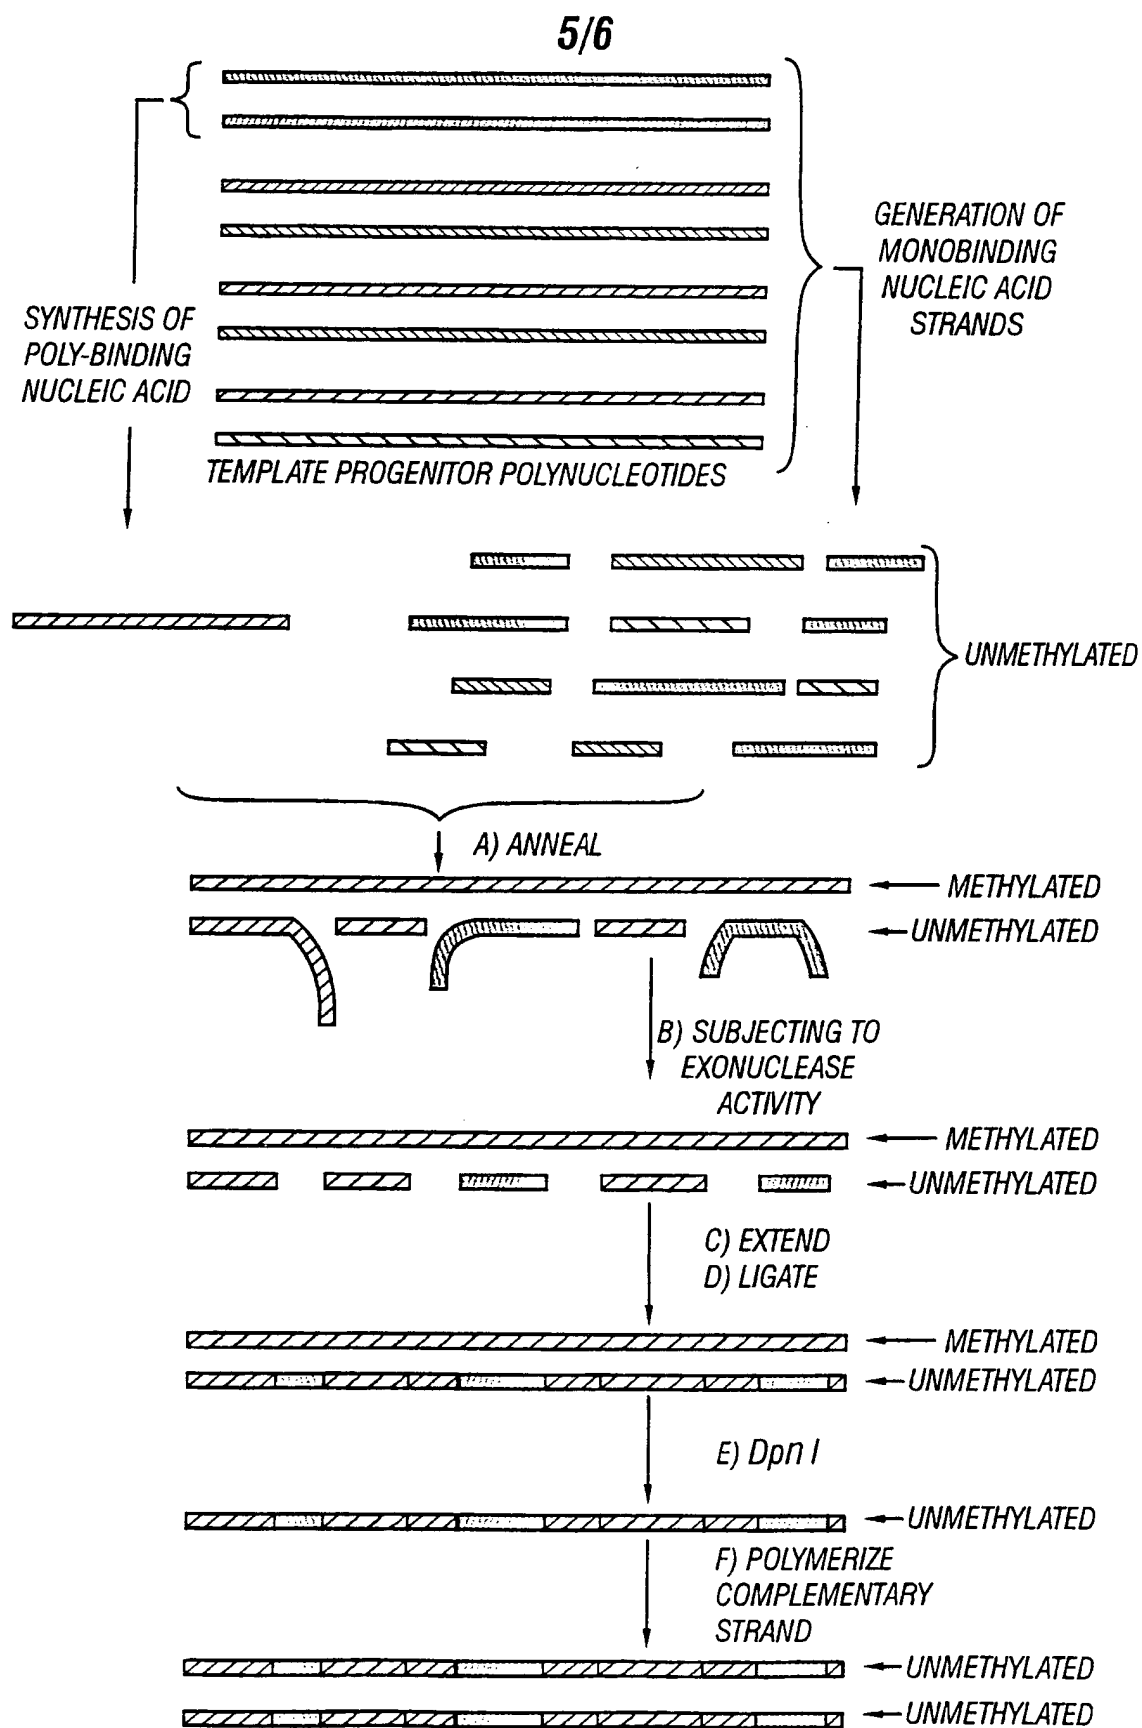 5/6
SYNTHESIS OF
POLY-BINDING
NUCLEIC ACID
GENERATION OF
MONOBINDING
NUCLEIC ACID
STRANDS
TEMPLATE PROGENITOR POLYNUCLEOTIDES
UNMETHYLATED
A) ANNEAL
METHYLATED
UNMETHYLATED
B) SUBJECTING TO
EXONUCLEASE
ACTIVITY
METHYLATED
UNMETHYLATED
C) EXTEND
D) LIGATE
METHYLATED
UNMETHYLATED
E) Dpn I
UNMETHYLATED
F) POLYMERIZE
COMPLEMENTARY
STRAND
UNMETHYLATED
UNMETHYLATED